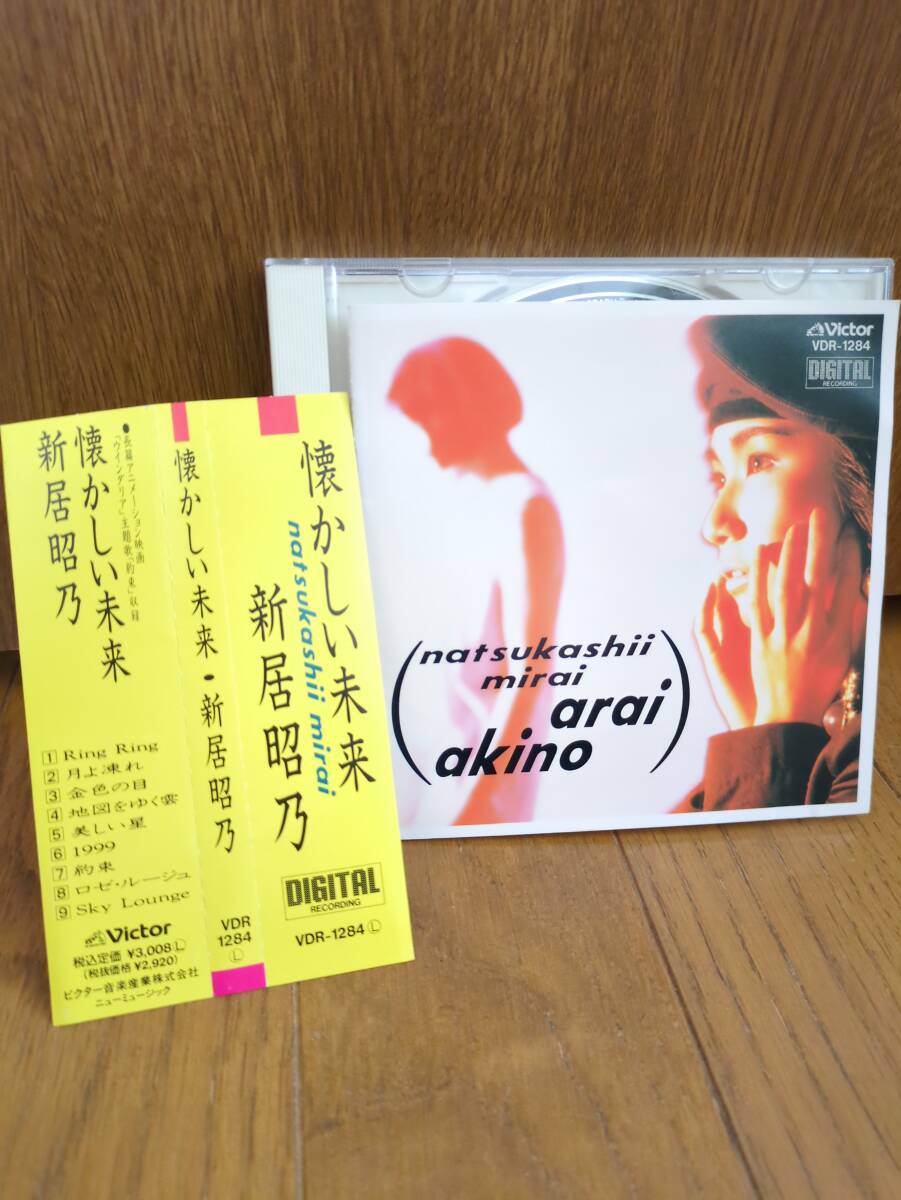 ●長篇アニメーション映画
「ウインダリア」主題歌「約束」収録
懐かしい未来
新居昭乃
1 Ring Ring
2 月よ凍れ
3 金色の目
4 地図をゆく雲
5 美しい星
6 1999
7 約束
8 ロゼ・ルージュ
9 Sky Lounge
Victor
税込定価 ¥3,008 Ⓛ
(税抜価格 ¥2,920)
ビクター音楽産業株式会社
ニューミュージック
懐かしい未来・新居昭乃
VDR
1284
Ⓛ
懐かしい未来
natsukashii mirai
新居昭乃
DIGITAL
RECORDING
VDR-1284 Ⓛ
Victor
VDR-1284
DIGITAL
RECORDING
(natsukashii
mirai
arai
akino)